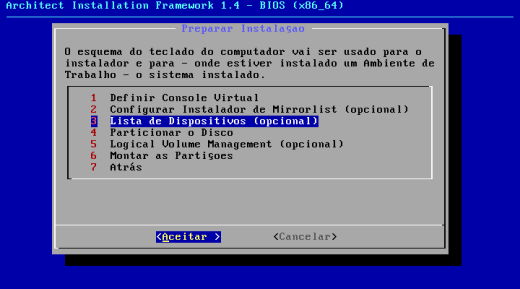 Architect Installation Framework 1.4 - BIOS (x86_64)
Preparar Instalaşao
O esquema do teclado do computador vai ser usado para o
instalador e para - onde estiver instalado um Ambiente de
Trabalho - o sistema instalado.
1 Definir Console Virtual
2 Configurar Instalador de Mirrorlist (opcional)
3 Lista de Dispositivos (opcional)
4 Particionar o Disco
5 Logical Volume Management (opcional)
6 Montar as Partişoes
7 Atrás
<Aceitar > <Cancelar>